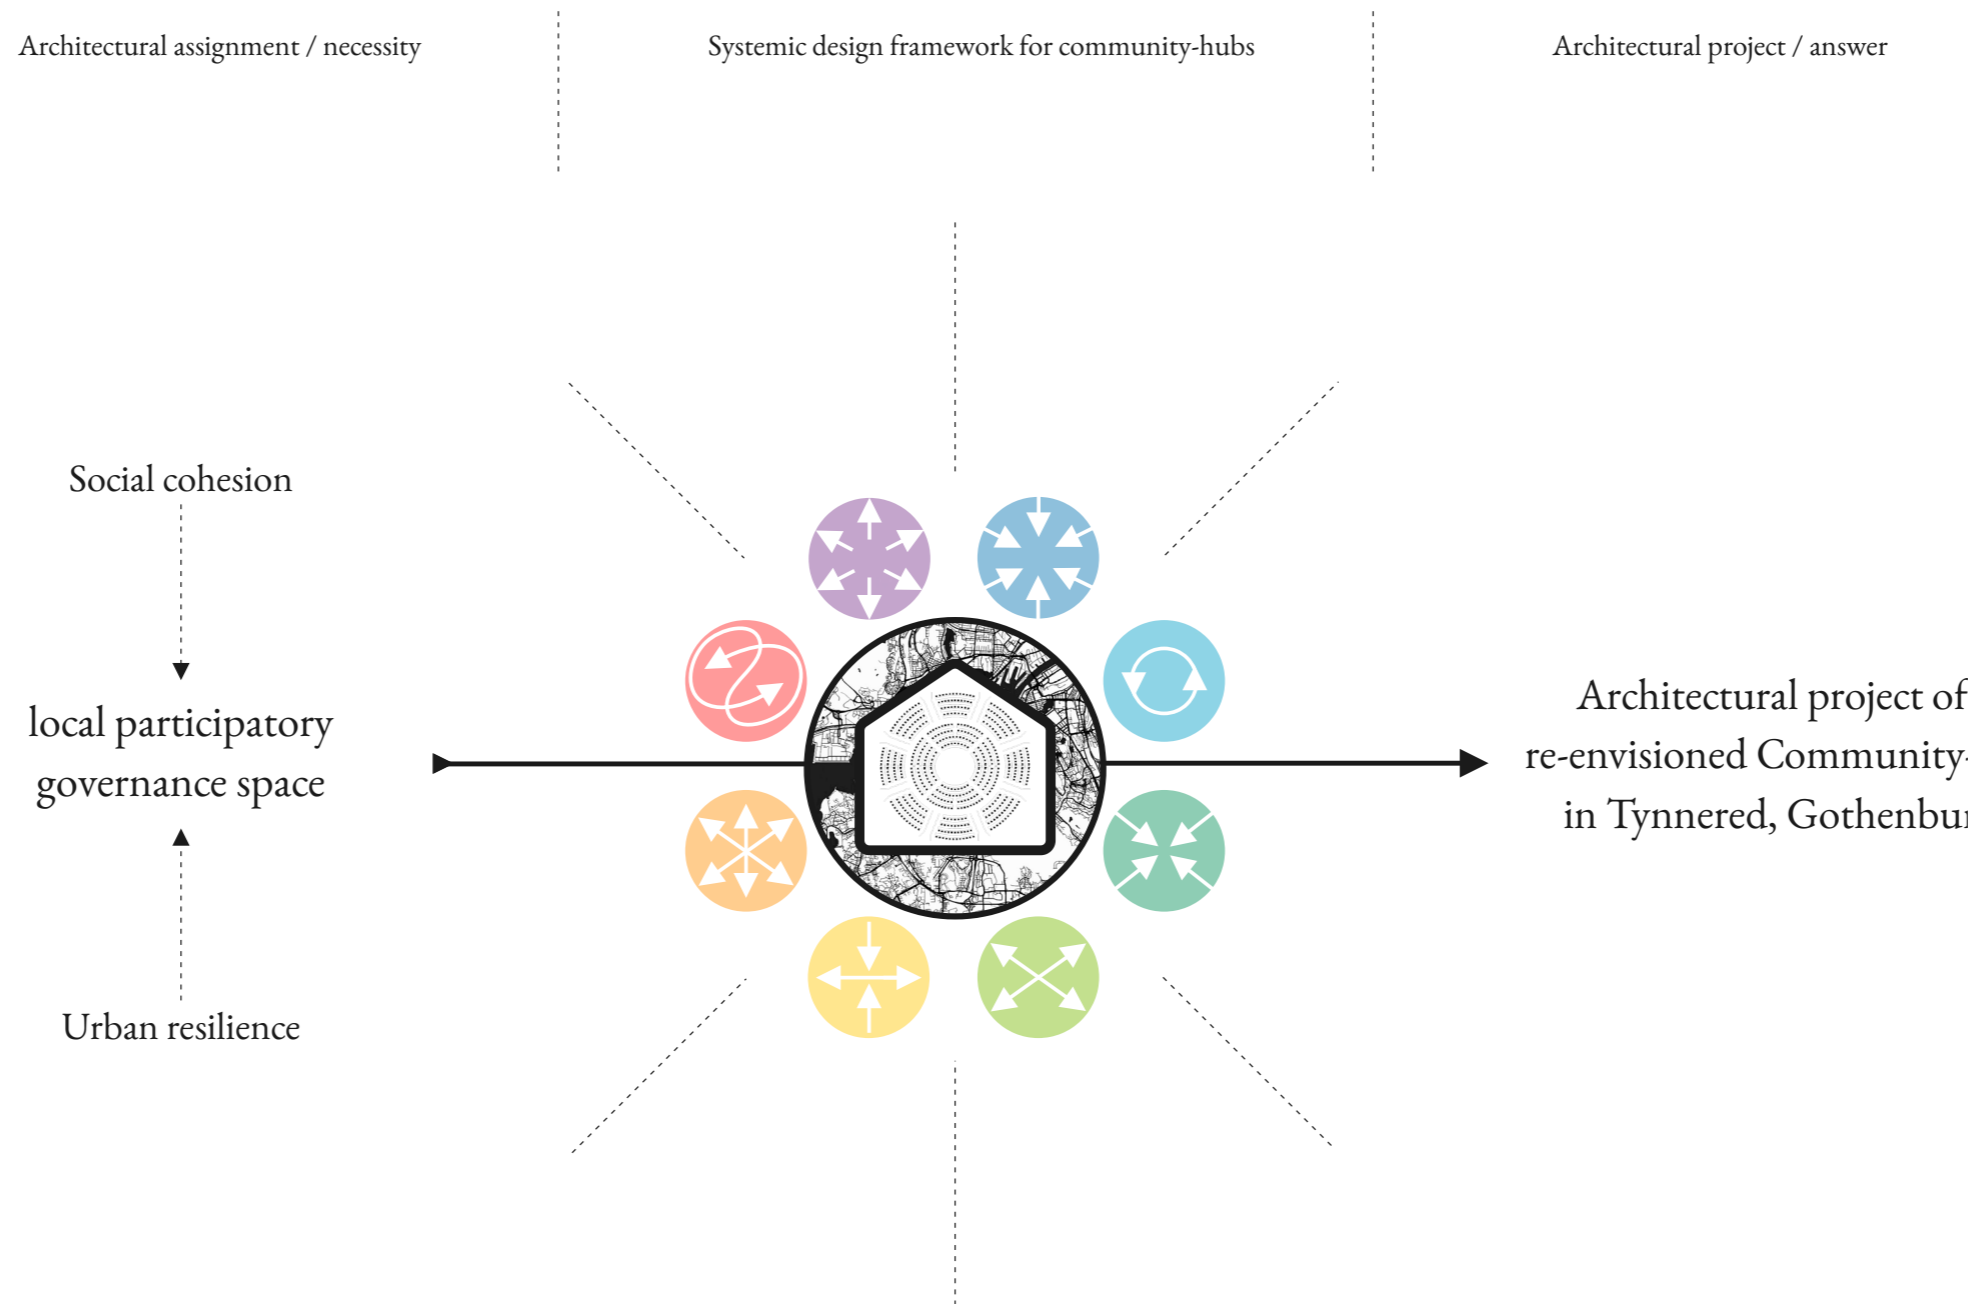 Architectural assignment / necessity
Systemic design framework for community-hubs
Architectural project / answer
Social cohesion
local participatory
governance space
Urban resilience
Architectural project of
re-envisioned Community-
in Tynnered,